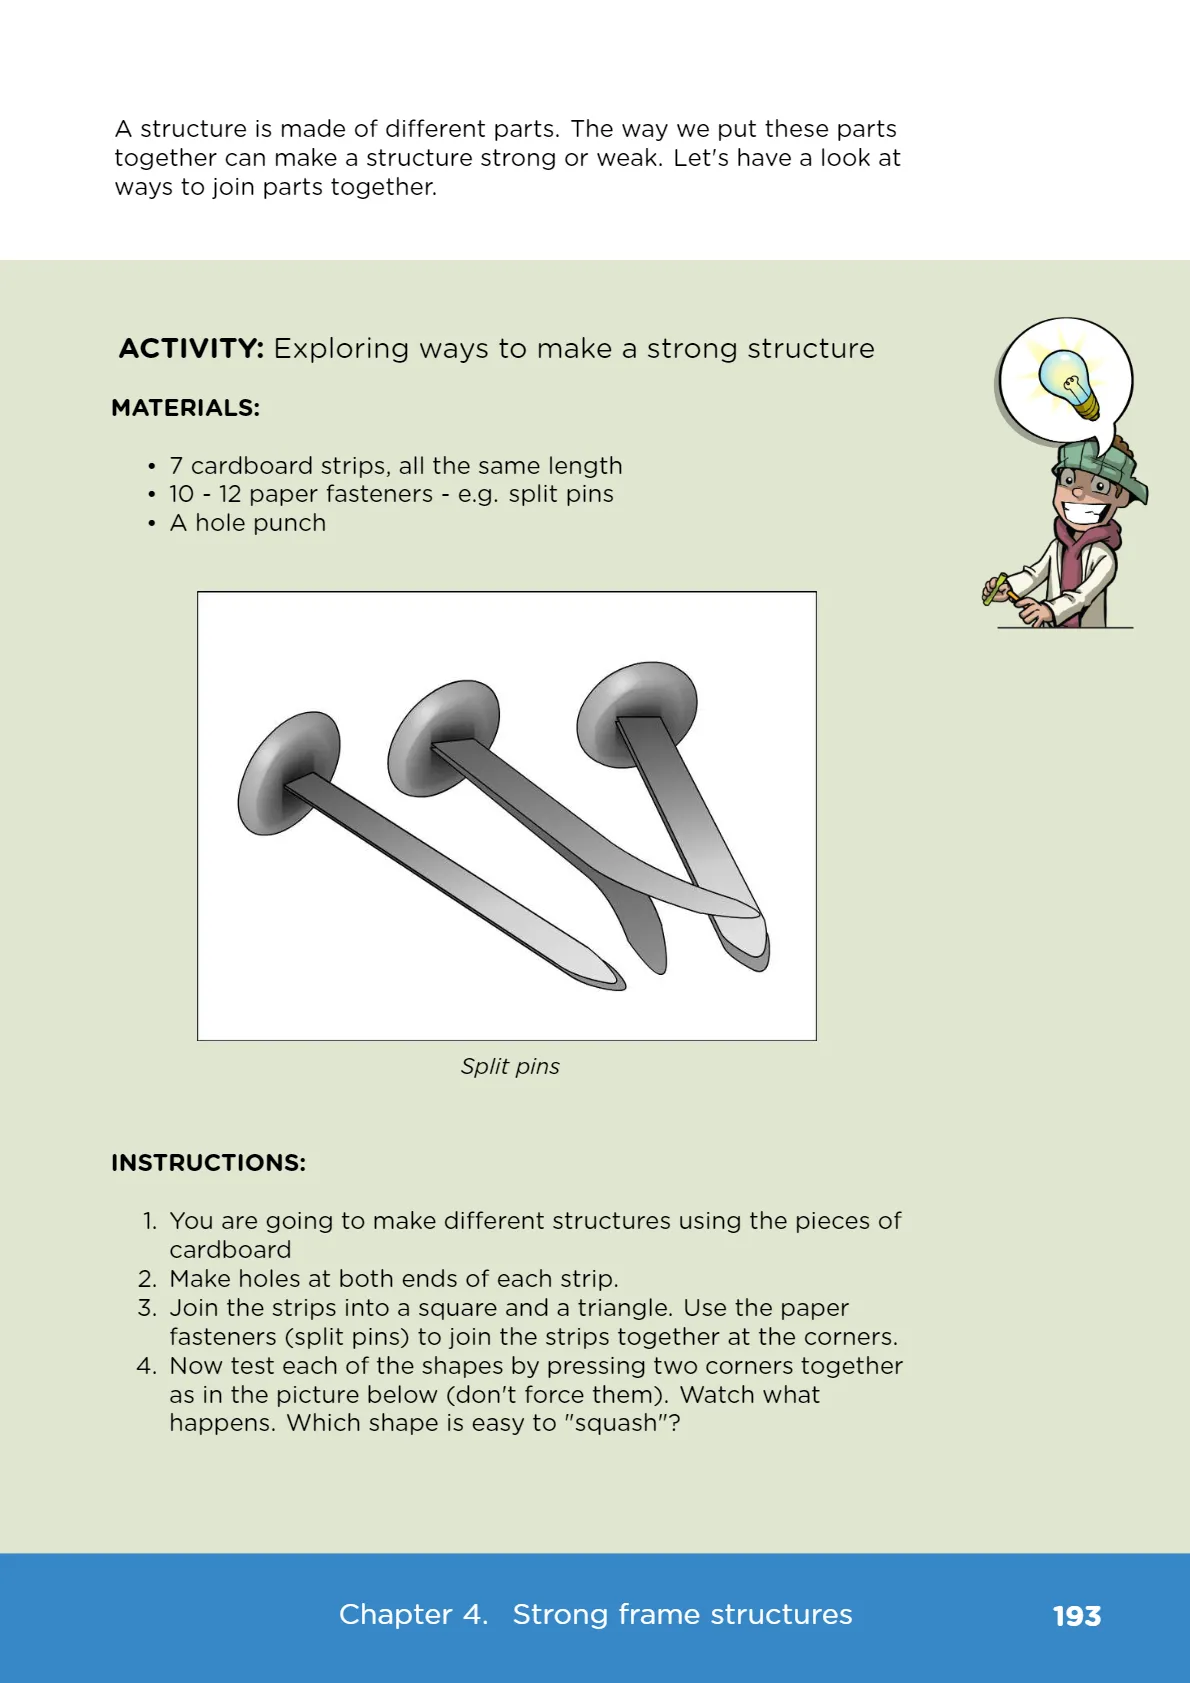 A structure is made of different parts. The way we put these parts
together can make a structure strong or weak. Let's have a look at
ways to join parts together.
ACTIVITY: Exploring ways to make a strong structure
MATERIALS:
• 7 cardboard strips, all the same length
• 10 - 12 paper fasteners - e.g. split pins
• A hole punch
Split pins
INSTRUCTIONS:
1. You are going to make different structures using the pieces of
cardboard
2. Make holes at both ends of each strip.
3. Join the strips into a square and a triangle. Use the paper
fasteners (split pins) to join the strips together at the corners.
4. Now test each of the shapes by pressing two corners together
as in the picture below (don't force them). Watch what
happens. Which shape is easy to "squash"?
Chapter 4. Strong frame structures 193